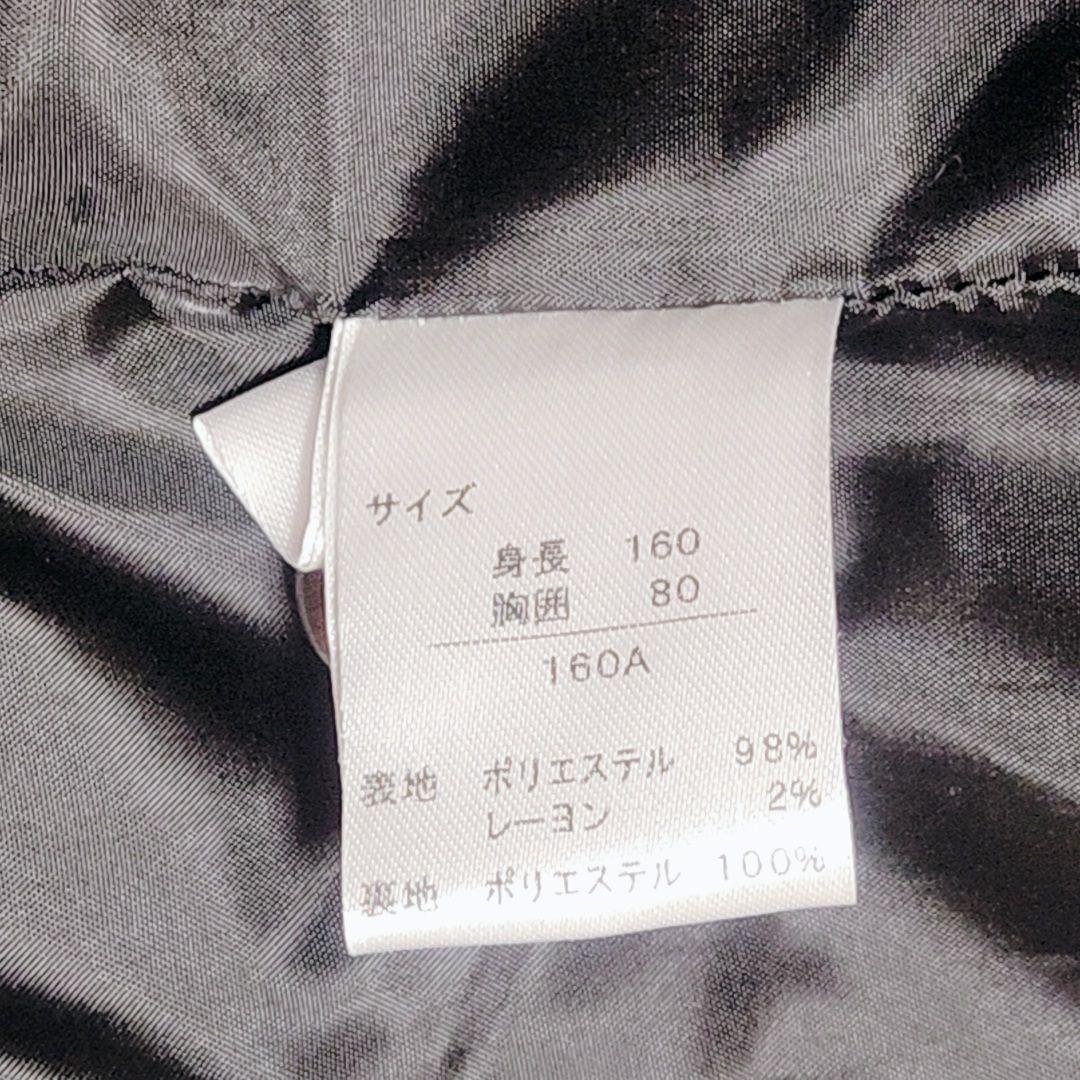 サイズ
身長 160
胸囲 80
160A
表地 ポリエステル 98%
レーヨン 2%
裏地 ポリエステル 100%